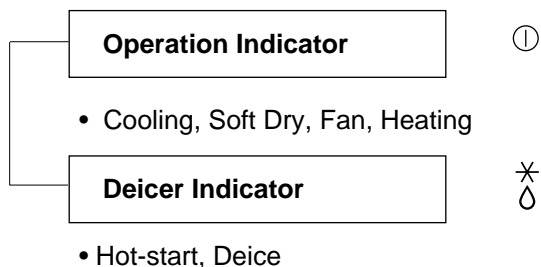 Operation Indicator
• Cooling, Soft Dry, Fan, Heating
Deicer Indicator
• Hot-start, Deice